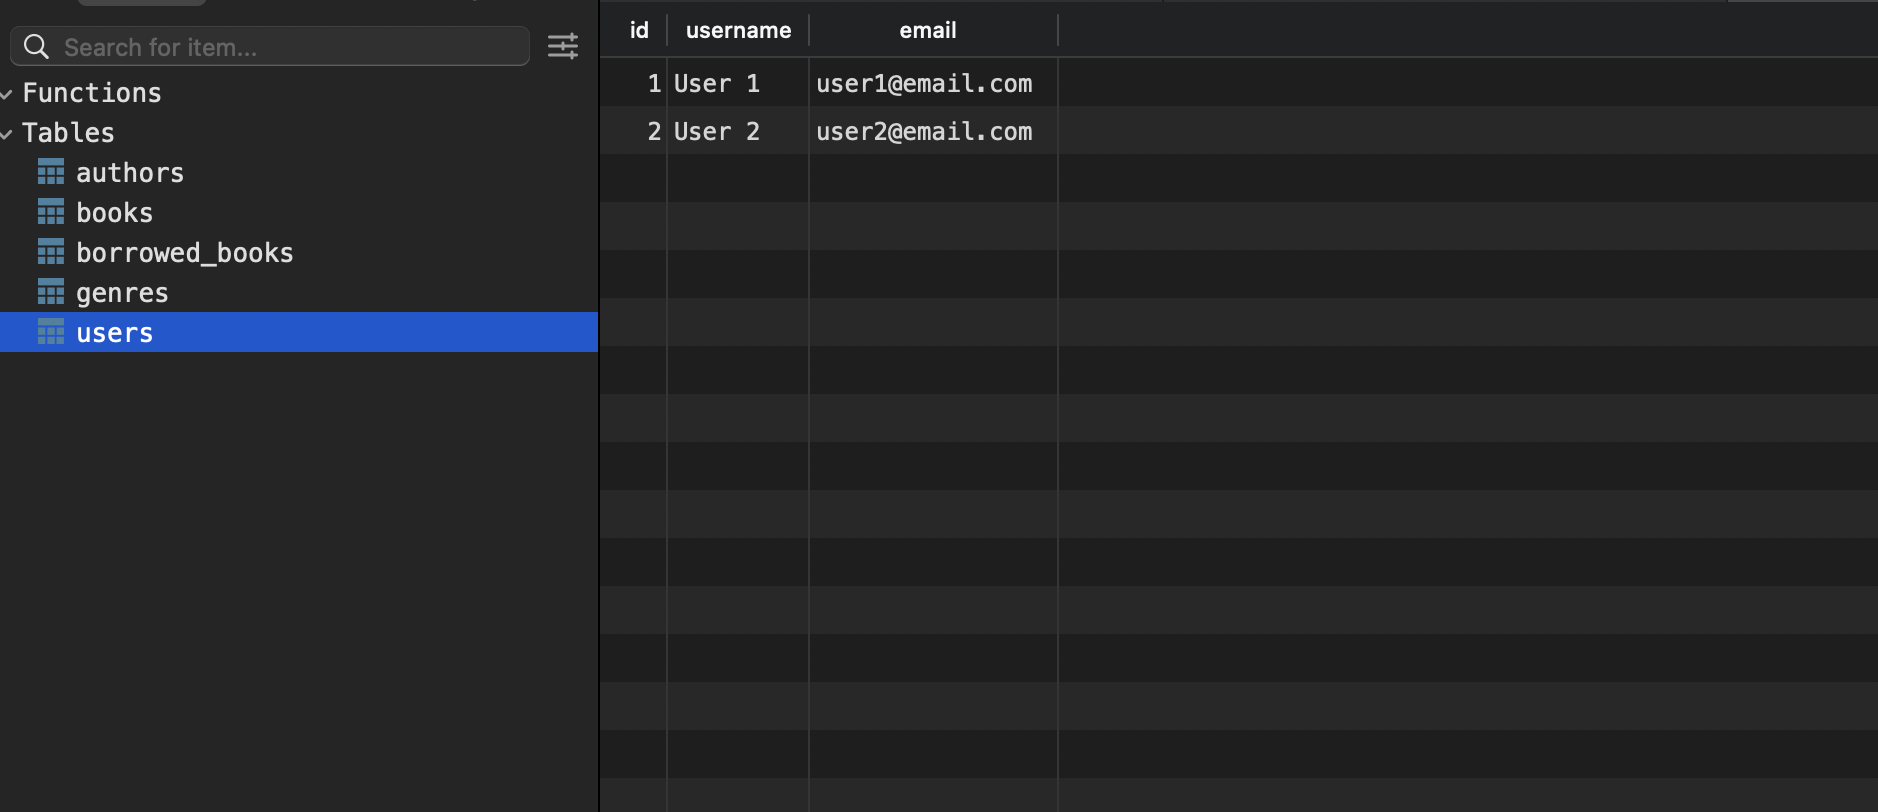 Search for item...
Functions
Tables
authors
books
borrowed_books
genres
users
id username email
1 User 1 user1@email.com
2 User 2 user2@email.com